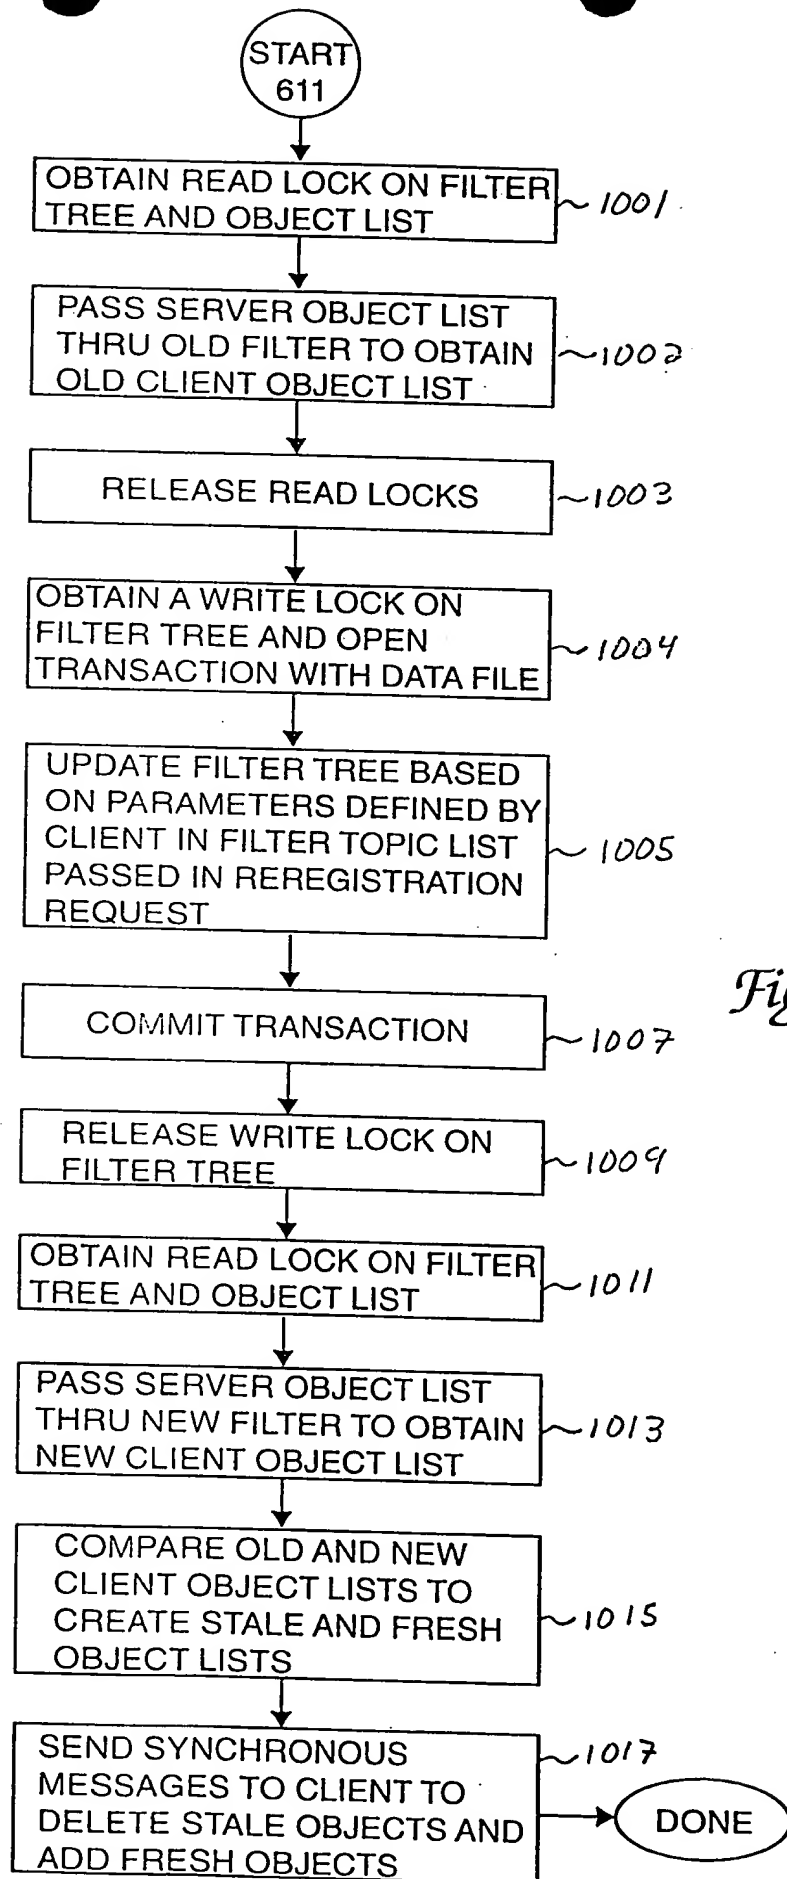 START
611
OBTAIN READ LOCK ON FILTER
TREE AND OBJECT LIST
1001
PASS SERVER OBJECT LIST
THRU OLD FILTER TO OBTAIN
OLD CLIENT OBJECT LIST
1002
RELEASE READ LOCKS
1003
OBTAIN A WRITE LOCK ON
FILTER TREE AND OPEN
TRANSACTION WITH DATA FILE
1004
UPDATE FILTER TREE BASED
ON PARAMETERS DEFINED BY
CLIENT IN FILTER TOPIC LIST
PASSED IN REREGISTRATION
REQUEST
1005
Fig
COMMIT TRANSACTION
1007
RELEASE WRITE LOCK ON
FILTER TREE
1009
OBTAIN READ LOCK ON FILTER
TREE AND OBJECT LIST
1011
PASS SERVER OBJECT LIST
THRU NEW FILTER TO OBTAIN
NEW CLIENT OBJECT LIST
1013
COMPARE OLD AND NEW
CLIENT OBJECT LISTS TO
CREATE STALE AND FRESH
OBJECT LISTS
1015
SEND SYNCHRONOUS
MESSAGES TO CLIENT TO
DELETE STALE OBJECTS AND
ADD FRESH OBJECTS
1017
DONE